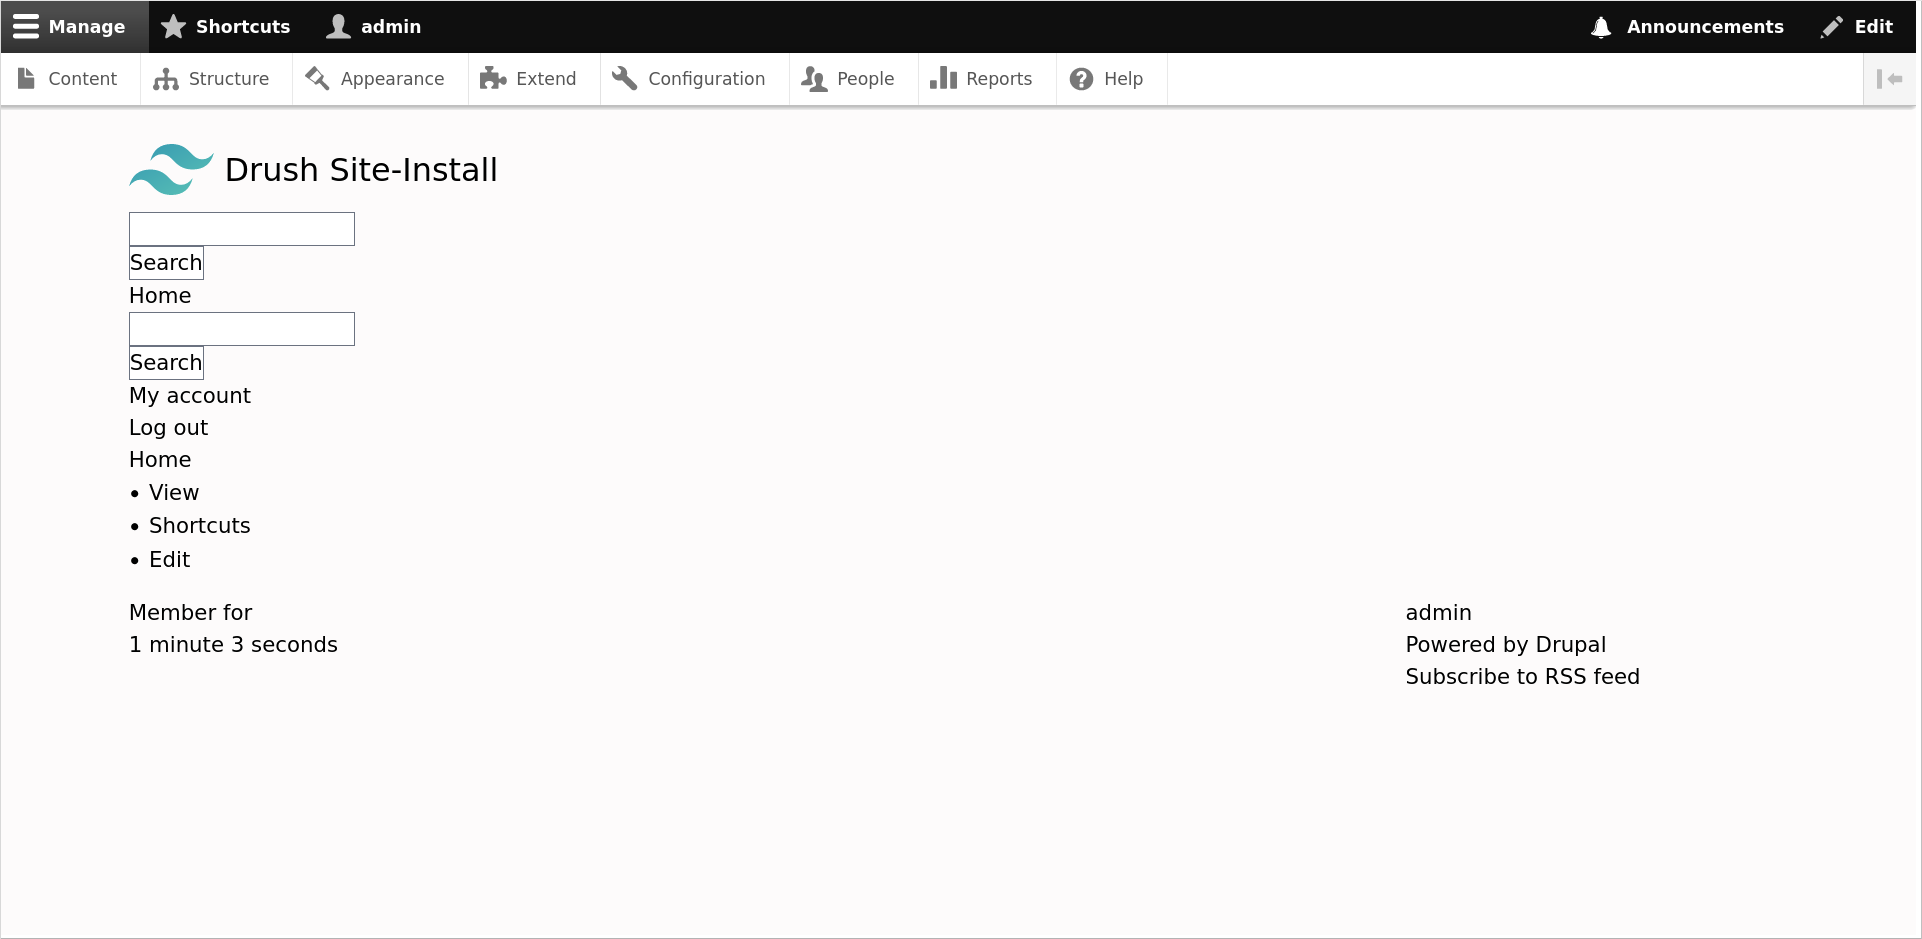 Manage Shortcuts admin Announcements Edit
Content Structure Appearance Extend Configuration People Reports Help
Drush Site-Install
Search
Home
Search
My account
Log out
Home
• View
• Shortcuts
• Edit
Member for
1 minute 3 seconds
admin
Powered by Drupal
Subscribe to RSS feed